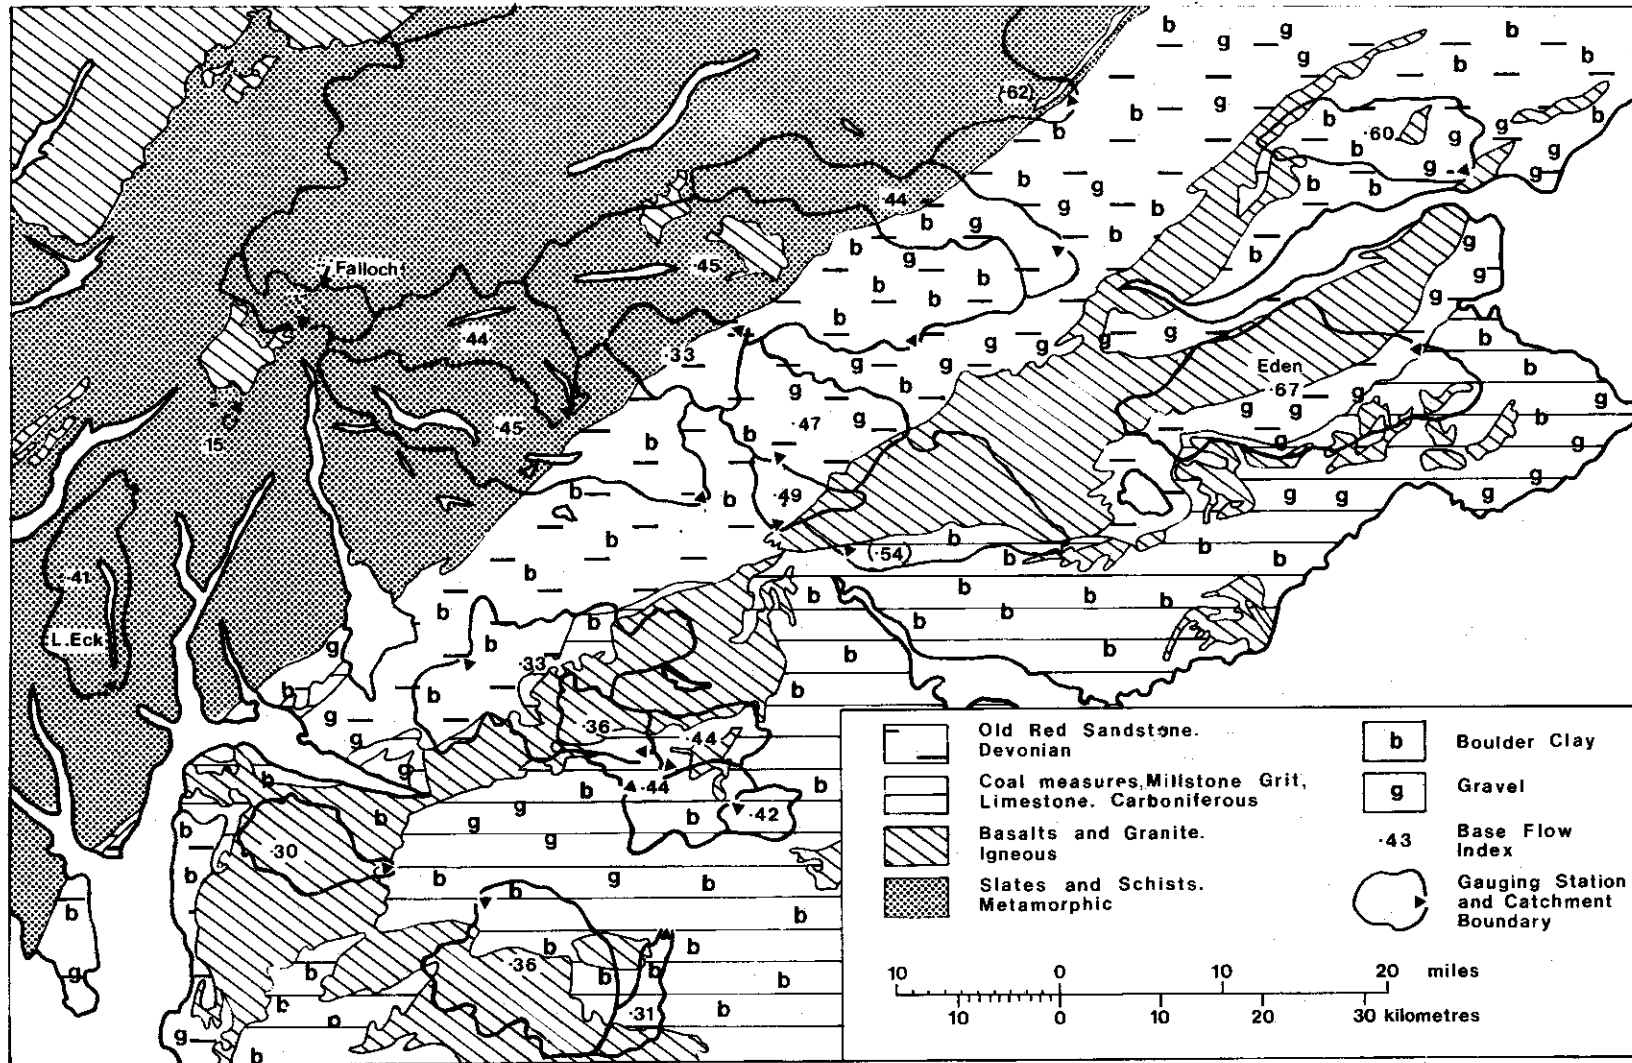 b
g
b
g
b
g
b
g
(·62)
b
g
b
b
b
g
·60
g
g
b
b
g
g
b
g
b
b
b
g
g
b
·44
b
g
b
b
g
b
g
·45
b
b
b
b
Falloch
g
g
b
b
g
·44
g
g
g
g
b
·33
g
b
Eden
·67
g
b
g
g
g
g
b
·15
·45
b
g
g
·47
b
g
g
b
b
·49
g
g
g
g
b
b
(·54)
b
b
b
b
·41
b
b
b
b
b
b
b
L.Eck
b
b
b
b
g
·33
b
b
b
b
g
·36
·44
g
b
g
·44
b
b
b
g
g
b
·42
b
g
·30
b
b
b
g
b
b
b
b
b
b
·36
b
b
b
b
g
b
b
·31
b
g
b
Old Red Sandstone.
Devonian
Coal measures, Millstone Grit,
Limestone. Carboniferous
Basalts and Granite.
Igneous
Slates and Schists.
Metamorphic
b Boulder Clay
g Gravel
·43 Base Flow
Index
Gauging Station
and Catchment
Boundary
10 0 10 20 miles
10 0 10 20 30 kilometres